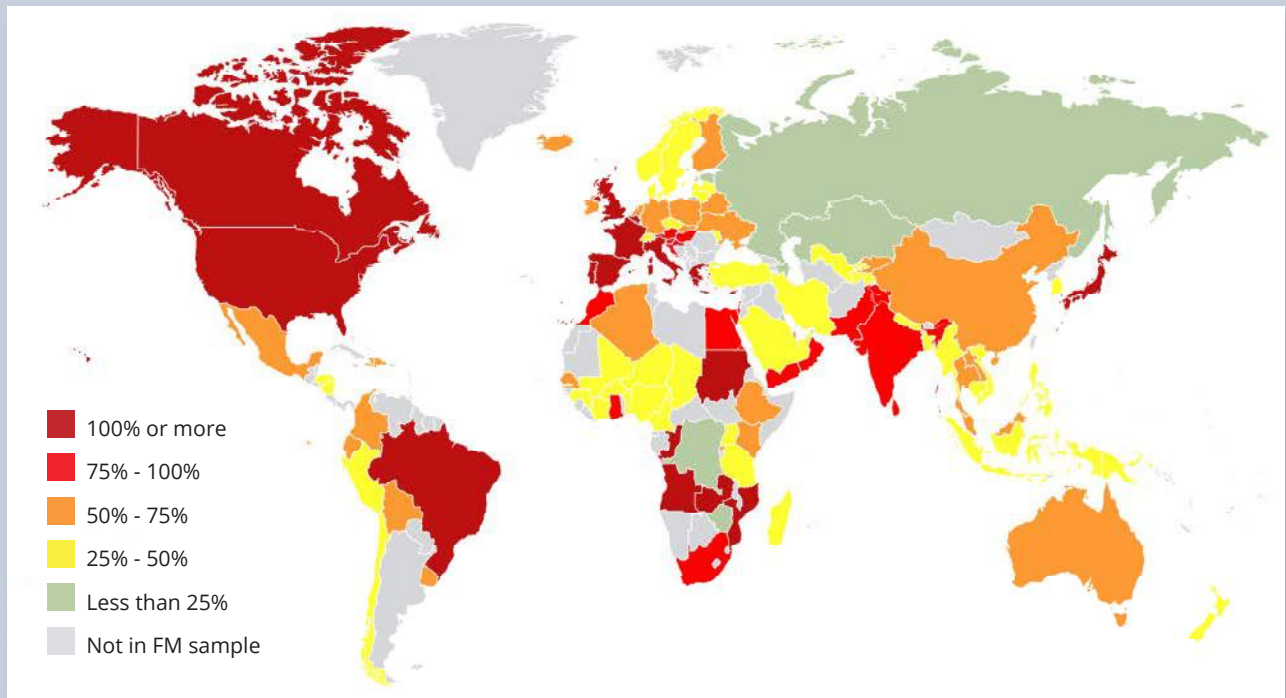 100% or more
75% - 100%
50% - 75%
25% - 50%
Less than 25%
Not in FM sample